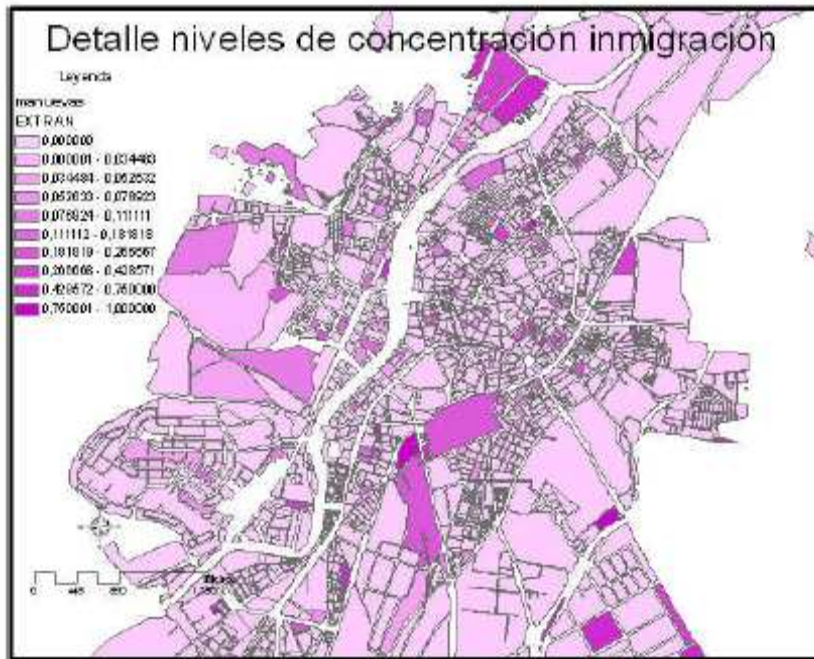 Detalle niveles de concentración inmigración
Leyenda
manuevas
EXTRAN
0,000000
0,000001 - 0,034483
0,034484 - 0,052632
0,052633 - 0,076923
0,076924 - 0,111111
0,111112 - 0,181818
0,181819 - 0,266667
0,266668 - 0,428571
0,428572 - 0,750000
0,750001 - 1,000000
0